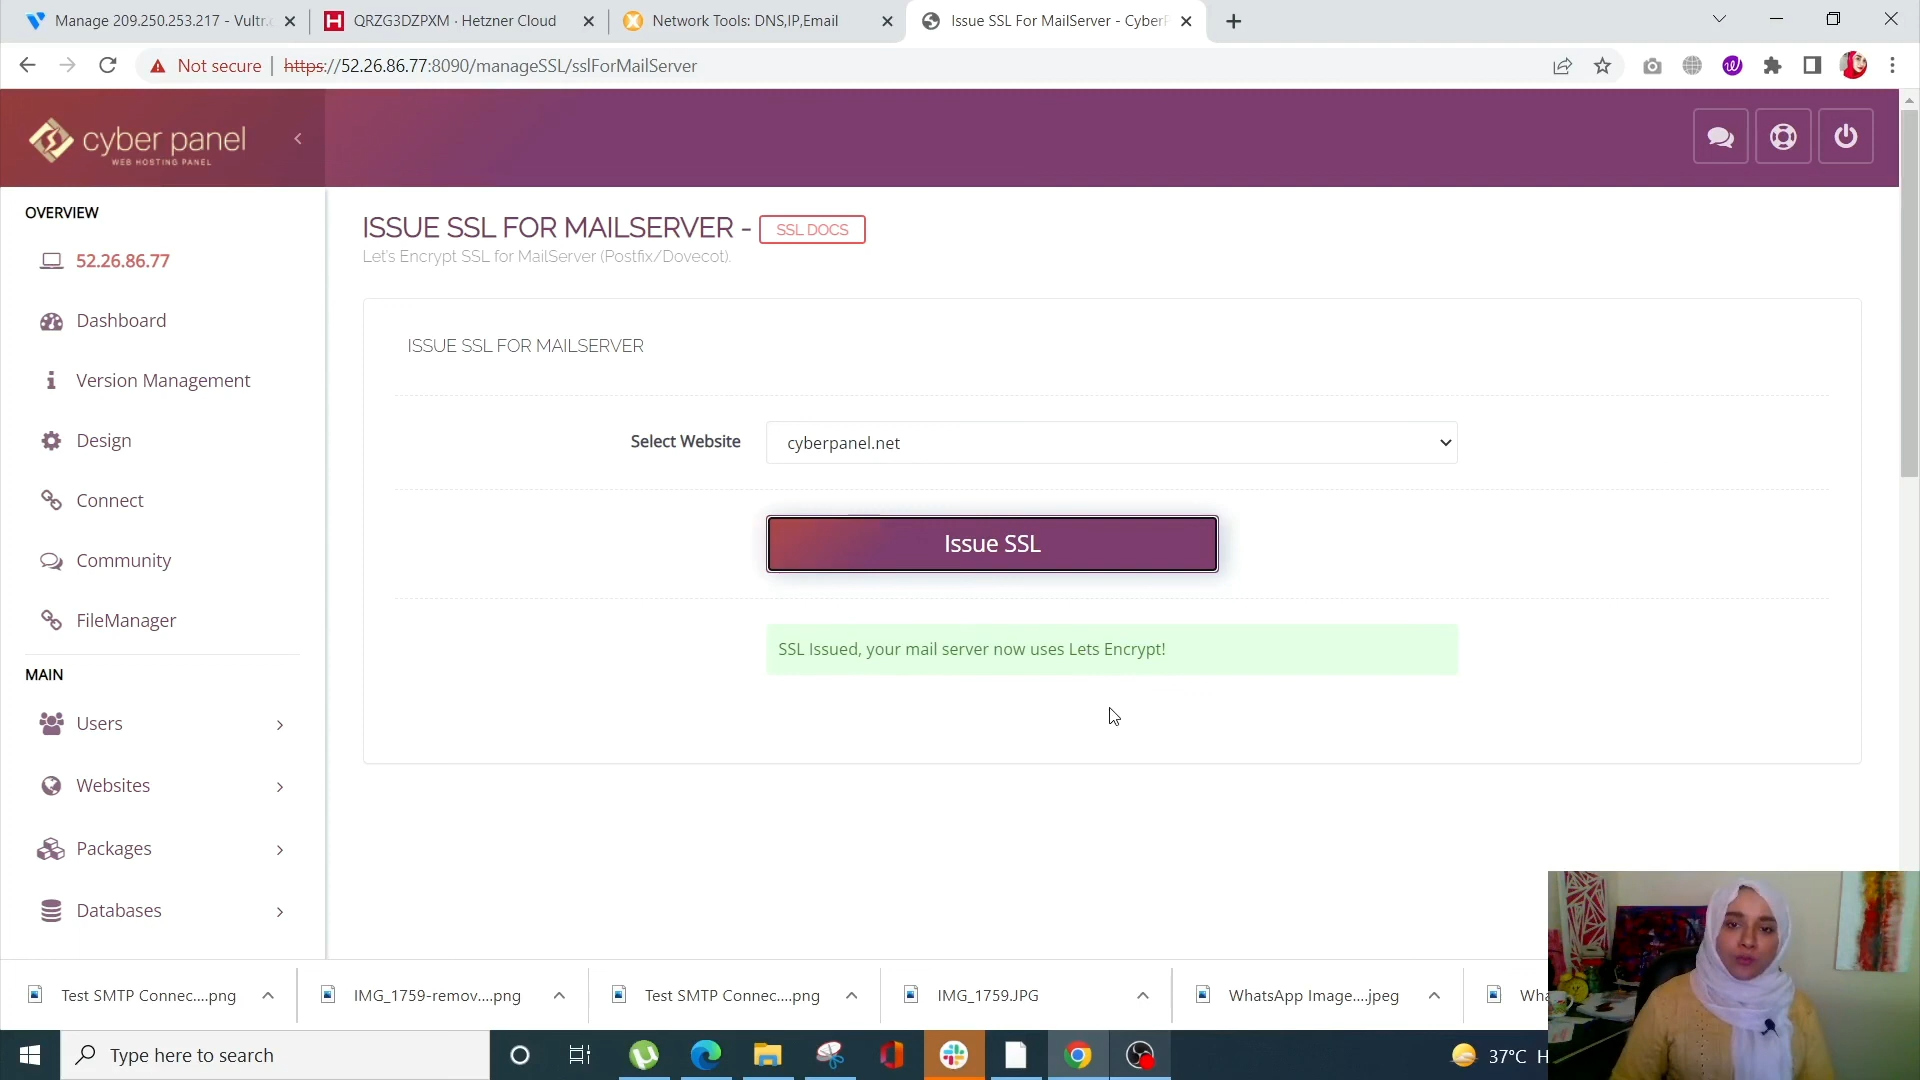 Manage 209.250.253.217 - Vultr.c
QRZG3DZPXM · Hetzner Cloud
Network Tools: DNS,IP,Email
Issue SSL For MailServer - CyberP
Not secure
https://52.26.86.77:8090/manageSSL/sslForMailServer
cyber panel
WEB HOSTING PANEL
OVERVIEW
52.26.86.77
Dashboard
Version Management
Design
Connect
Community
FileManager
MAIN
Users
Websites
Packages
Databases
ISSUE SSL FOR MAILSERVER - SSL DOCS
Let's Encrypt SSL for MailServer (Postfix/Dovecot).
ISSUE SSL FOR MAILSERVER
Select Website
cyberpanel.net
Issue SSL
SSL Issued, your mail server now uses Lets Encrypt!
Test SMTP Connec....png
IMG_1759-remov....png
Test SMTP Connec....png
IMG_1759.JPG
WhatsApp Image....jpeg
Wha
Type here to search
37°C H